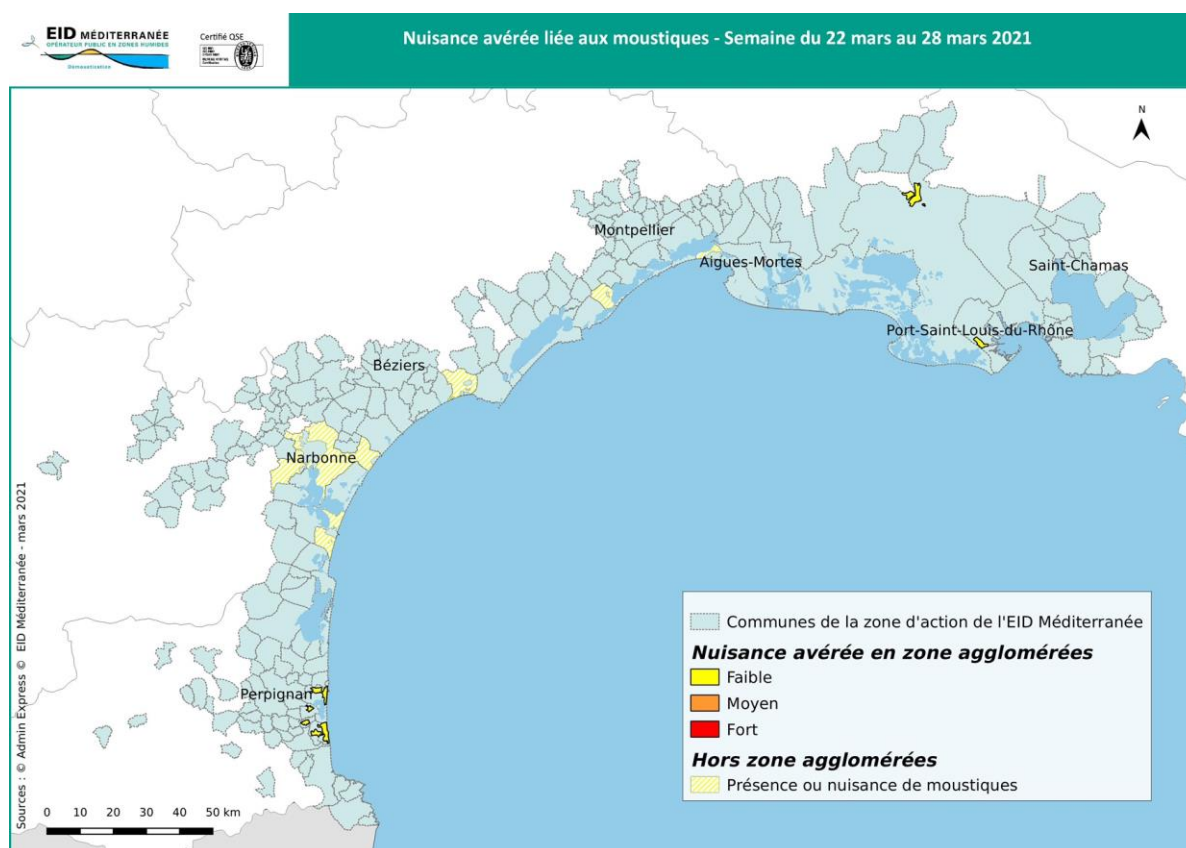 EID MÉDITERRANÉE
OPÉRATEUR PUBLIC EN ZONES HUMIDES
Démoustication
Certifié QSE
Nuisance avérée liée aux moustiques - Semaine du 22 mars au 28 mars 2021
N
Montpellier
Aigues-Mortes
Saint-Chamas
Port-Saint-Louis-du-Rhône
Béziers
Narbonne
Perpignan
Communes de la zone d'action de l'EID Méditerranée
Nuisance avérée en zone agglomérées
Faible
Moyen
Fort
Hors zone agglomérées
Présence ou nuisance de moustiques
0 10 20 30 40 50 km
Sources : © Admin Express © EID Méditerranée - mars 2021